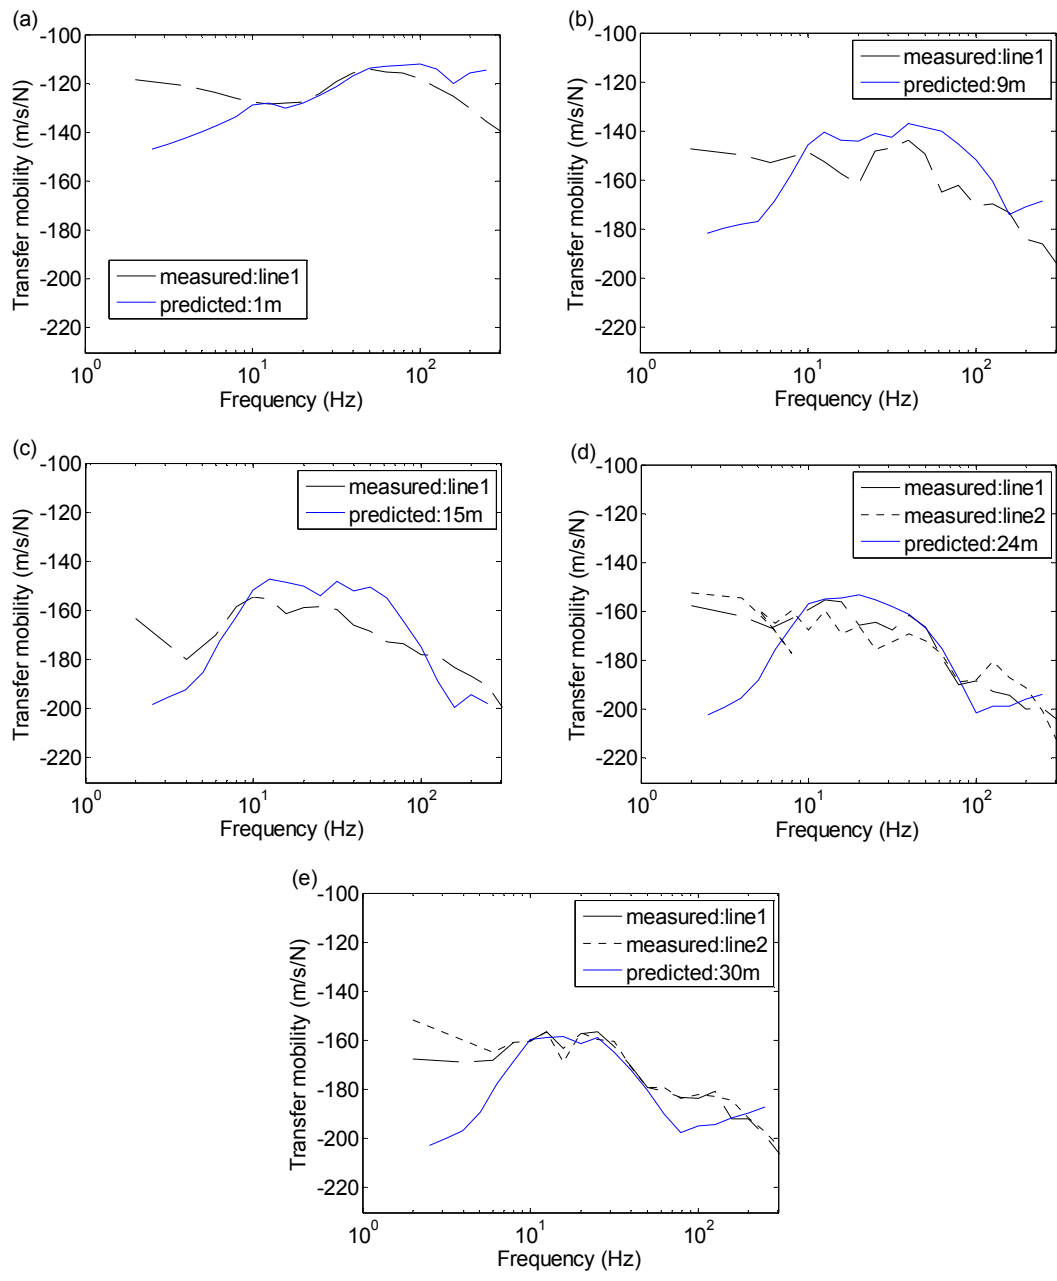 (a)
-100
-120
-140
-160
-180
-200
-220
Transfer mobility (m/s/N)
measured:line1
predicted:1m
10^0
10^1
10^2
Frequency (Hz)
(b)
-100
-120
-140
-160
-180
-200
-220
Transfer mobility (m/s/N)
measured:line1
predicted:9m
10^0
10^1
10^2
Frequency (Hz)
(c)
-100
-120
-140
-160
-180
-200
-220
Transfer mobility (m/s/N)
measured:line1
predicted:15m
10^0
10^1
10^2
Frequency (Hz)
(d)
-100
-120
-140
-160
-180
-200
-220
Transfer mobility (m/s/N)
measured:line1
measured:line2
predicted:24m
10^0
10^1
10^2
Frequency (Hz)
(e)
-100
-120
-140
-160
-180
-200
-220
Transfer mobility (m/s/N)
measured:line1
measured:line2
predicted:30m
10^0
10^1
10^2
Frequency (Hz)